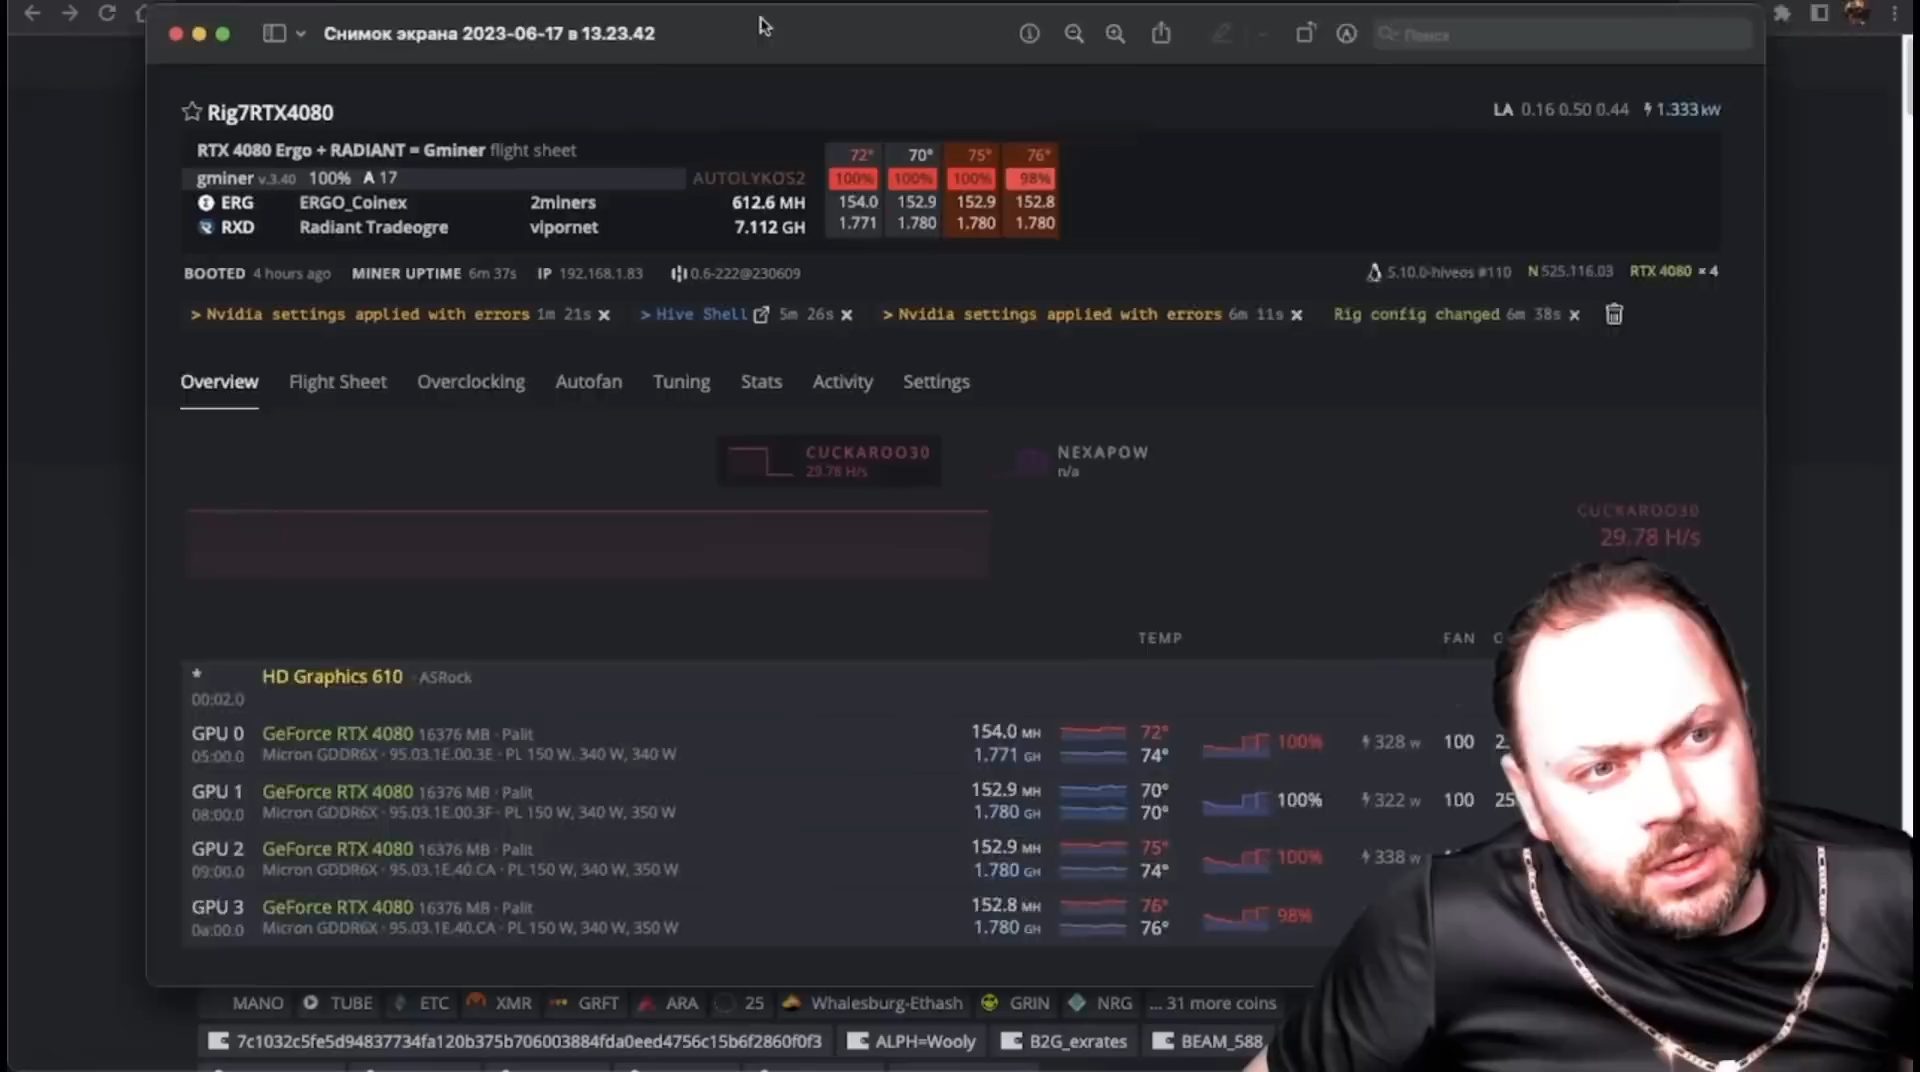 Снимок экрана 2023-06-17 в 13.23.42
Поиск
Rig7RTX4080
LA 0.16 0.50 0.44 1.333 kW
RTX 4080 Ergo + RADIANT = Gminer flight sheet
72° 70° 75° 76°
gminer v.3.40 100% A 17 AUTOLYKOS2 100% 100% 100% 98%
ERG ERGO_Coinex 2miners 612.6 MH 154.0 152.9 152.9 152.8
RXD Radiant Tradeogre vipornet 7.112 GH 1.771 1.780 1.780 1.780
BOOTED 4 hours ago MINER UPTIME 6m 37s IP 192.168.1.83 0.6-222@230609 5.10.0-hiveos #110 N 525.116.03 RTX 4080 × 4
> Nvidia settings applied with errors 1m 21s × > Hive Shell 5m 26s × > Nvidia settings applied with errors 6m 11s × Rig config changed 6m 38s ×
Overview Flight Sheet Overclocking Autofan Tuning Stats Activity Settings
CUCKAROO30 NEXAPOW
29.78 H/s n/a
CUCKAROO30
29.78 H/s
TEMP FAN
* HD Graphics 610 · ASRock
00:02.0
GPU 0 GeForce RTX 4080 16376 MB · Palit 154.0 MH 72° 100% 328 W 100 2.
05:00.0 Micron GDDR6X · 95.03.1E.00.3E · PL 150 W, 340 W, 340 W 1.771 GH 74°
GPU 1 GeForce RTX 4080 16376 MB · Palit 152.9 MH 70° 100% 322 W 100 25
08:00.0 Micron GDDR6X · 95.03.1E.00.3F · PL 150 W, 340 W, 350 W 1.780 GH 70°
GPU 2 GeForce RTX 4080 16376 MB · Palit 152.9 MH 75° 100% 338 W
09:00.0 Micron GDDR6X · 95.03.1E.40.CA · PL 150 W, 340 W, 350 W 1.780 GH 74°
GPU 3 GeForce RTX 4080 16376 MB · Palit 152.8 MH 76° 98%
0a:00.0 Micron GDDR6X · 95.03.1E.40.CA · PL 150 W, 340 W, 350 W 1.780 GH 76°
MANO TUBE ETC XMR GRFT ARA 25 Whalesburg-Ethash GRIN NRG ... 31 more coins
7c1032c5fe5d94837734fa120b375b706003884fda0eed4756c15b6f2860f0f3 ALPH=Wooly B2G_exrates BEAM_588